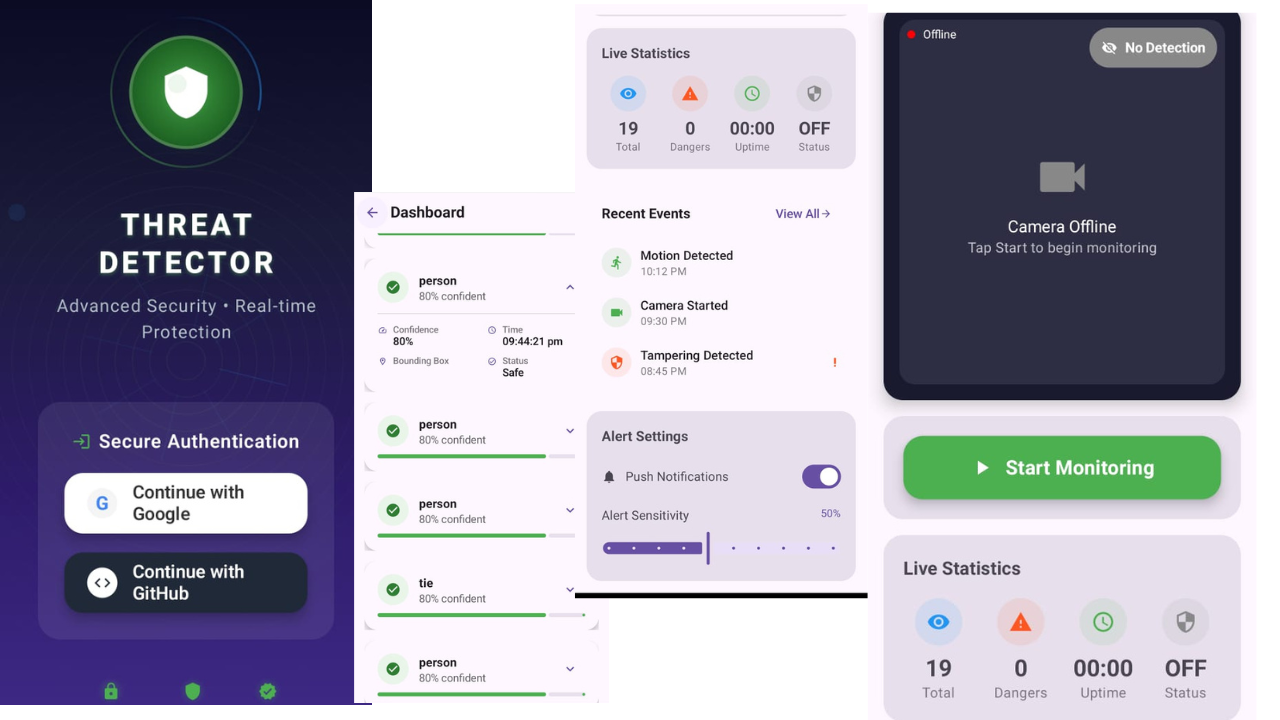 THREAT
DETECTOR
Advanced Security • Real-time
Protection
Secure Authentication
G
Continue with
Google
Continue with
GitHub
Dashboard
person
80% confident
Confidence
80%
Time
09:44:21 pm
Bounding Box
Status
Safe
person
80% confident
person
80% confident
tie
80% confident
person
80% confident
Live Statistics
19
Total
0
Dangers
00:00
Uptime
OFF
Status
Recent Events
View All
Motion Detected
10:12 PM
Camera Started
09:30 PM
Tampering Detected
08:45 PM
!
Alert Settings
Push Notifications
Alert Sensitivity
50%
Offline
No Detection
Camera Offline
Tap Start to begin monitoring
Start Monitoring
Live Statistics
19
Total
0
Dangers
00:00
Uptime
OFF
Status